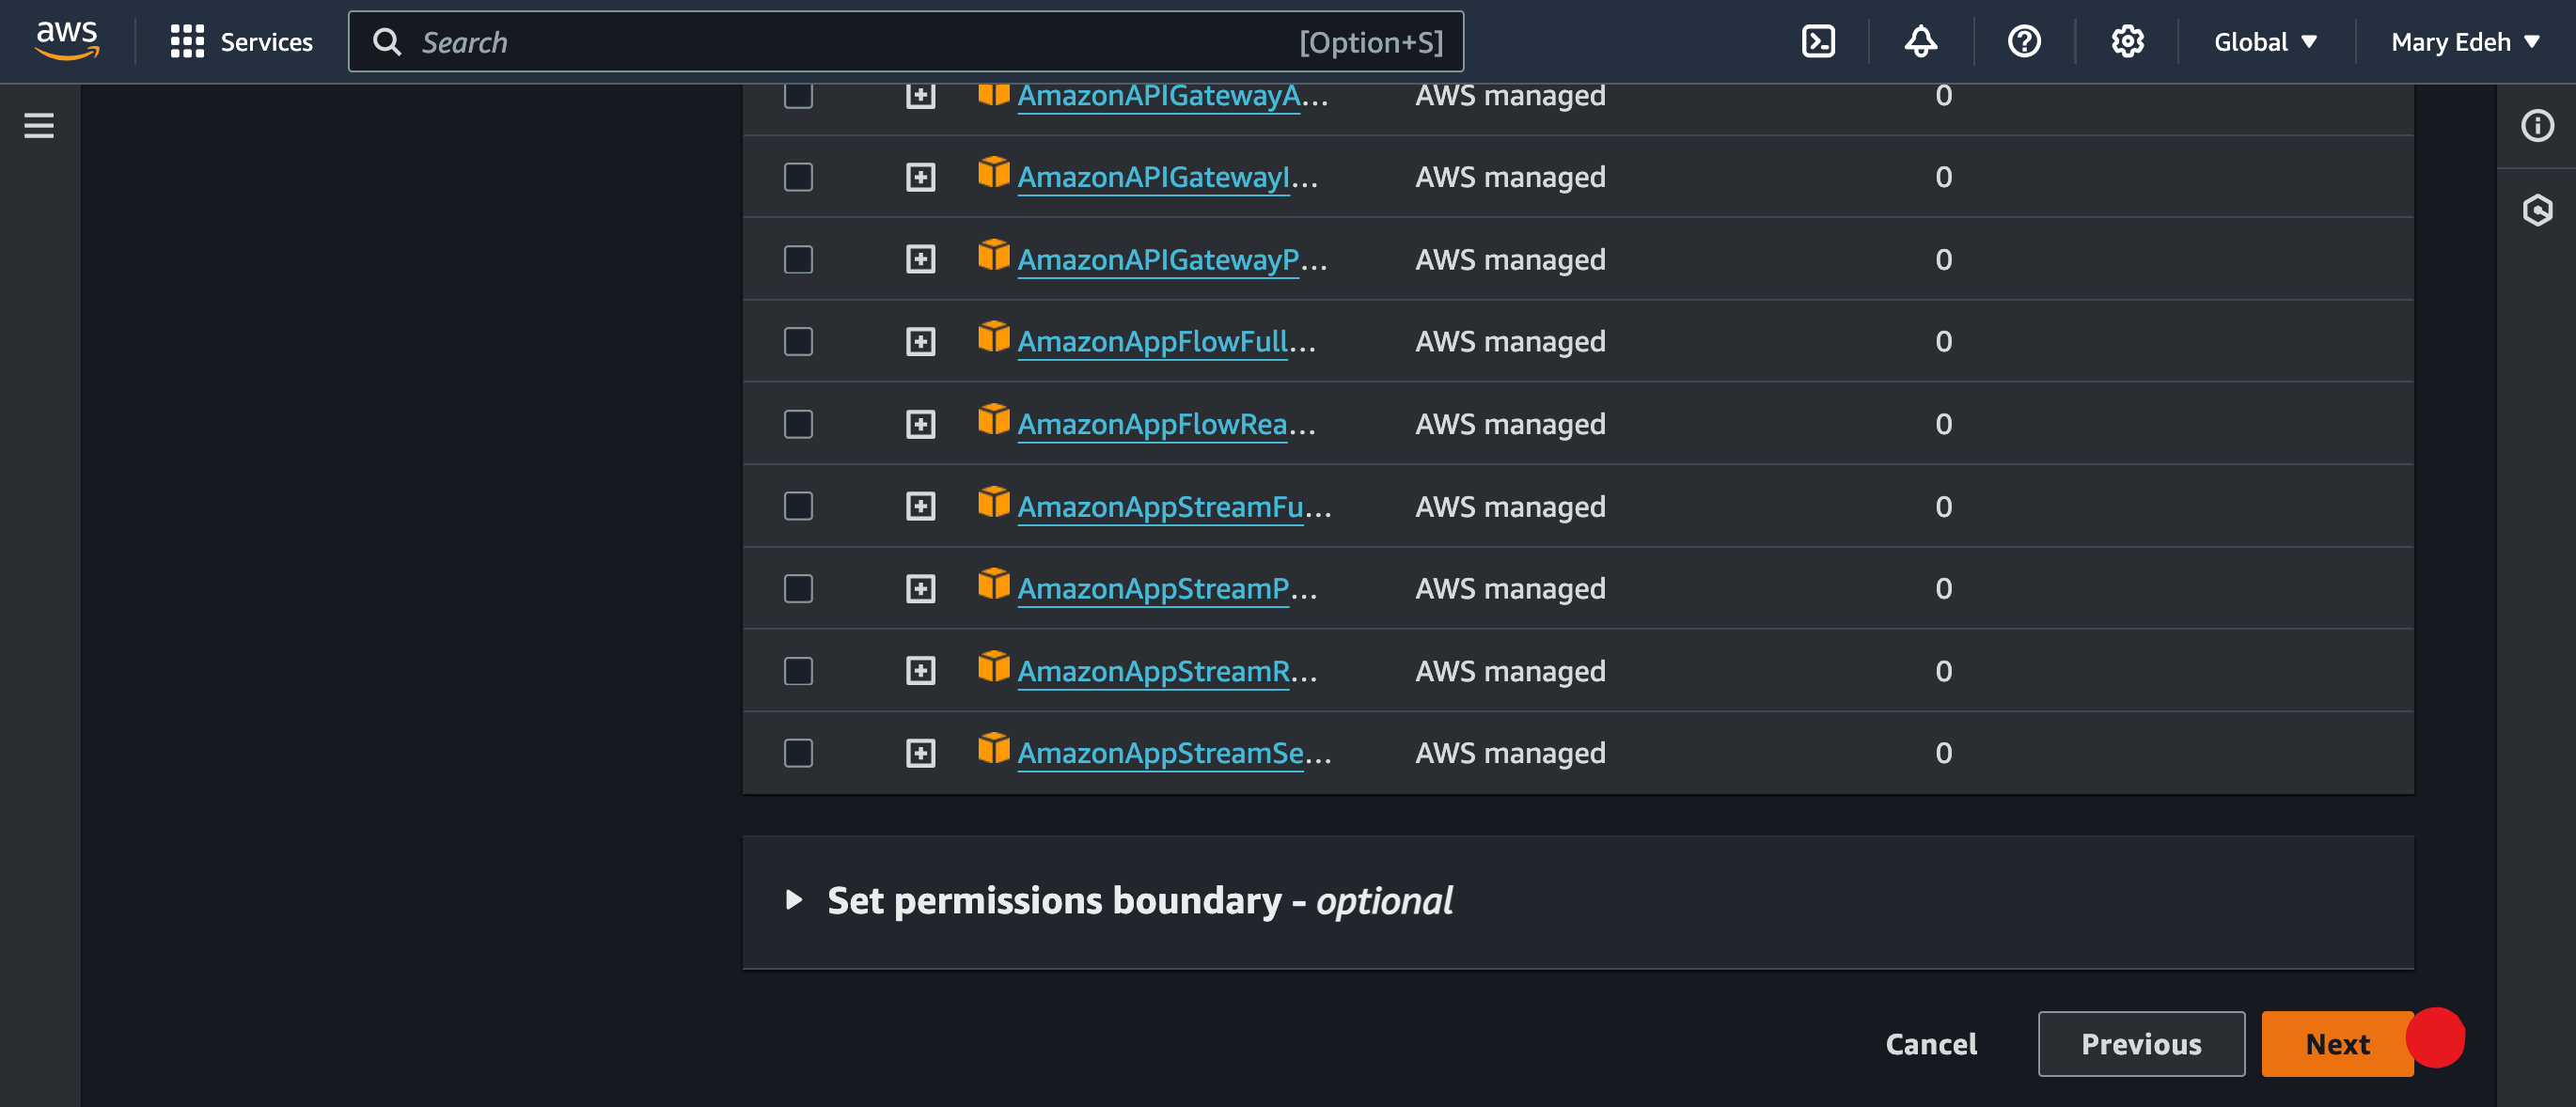 aws Services Search [Option+S] Global Mary Edeh
AmazonAPIGatewayA... AWS managed 0
AmazonAPIGatewayI... AWS managed 0
AmazonAPIGatewayP... AWS managed 0
AmazonAppFlowFull... AWS managed 0
AmazonAppFlowRea... AWS managed 0
AmazonAppStreamFu... AWS managed 0
AmazonAppStreamP... AWS managed 0
AmazonAppStreamR... AWS managed 0
AmazonAppStreamSe... AWS managed 0
Set permissions boundary - optional
Cancel Previous Next